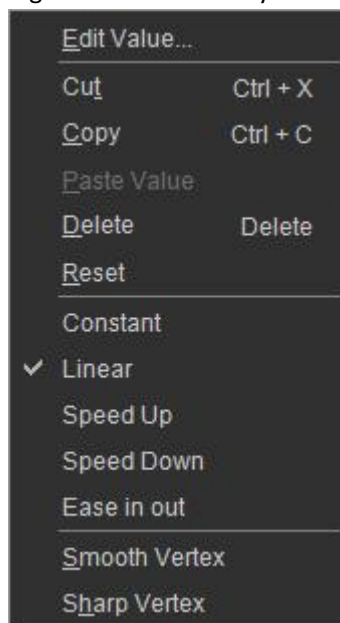 Edit Value...
Cut Ctrl + X
Copy Ctrl + C
Paste Value
Delete Delete
Reset
Constant
Linear
Speed Up
Speed Down
Ease in out
Smooth Vertex
Sharp Vertex